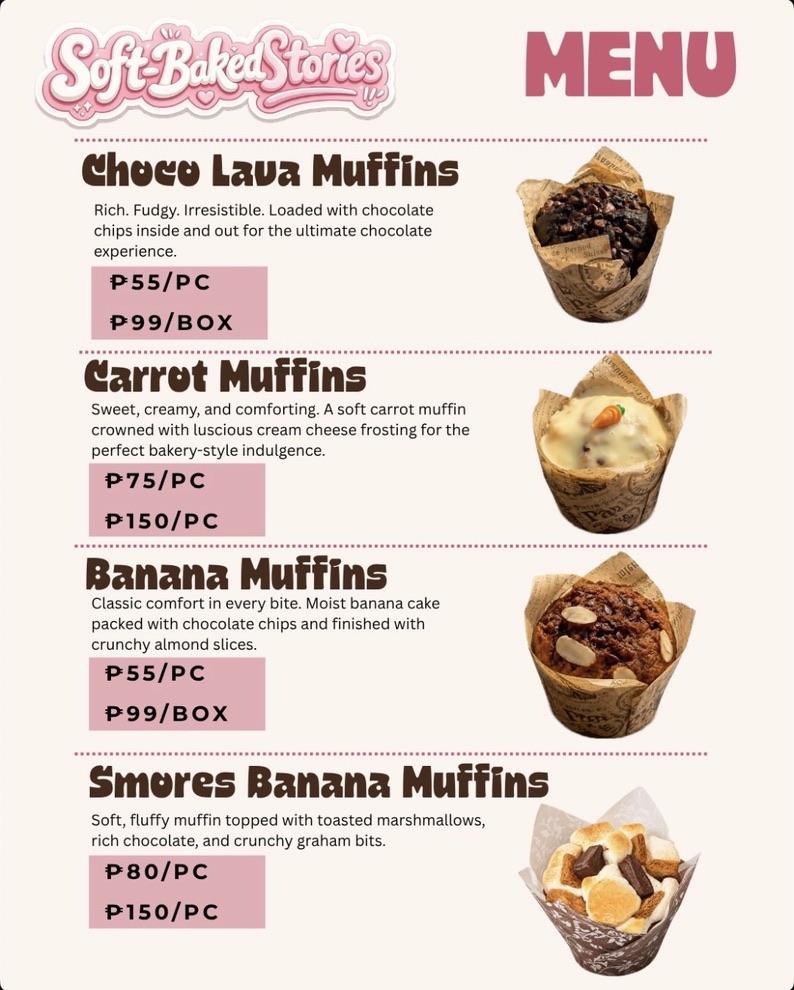 Soft-Baked Stories
MENU
Choco Lava Muffins
Rich. Fudgy. Irresistible. Loaded with chocolate
chips inside and out for the ultimate chocolate
experience.
₱55/PC
₱99/BOX
Carrot Muffins
Sweet, creamy, and comforting. A soft carrot muffin
crowned with luscious cream cheese frosting for the
perfect bakery-style indulgence.
₱75/PC
₱150/PC
Banana Muffins
Classic comfort in every bite. Moist banana cake
packed with chocolate chips and finished with
crunchy almond slices.
₱55/PC
₱99/BOX
Smores Banana Muffins
Soft, fluffy muffin topped with toasted marshmallows,
rich chocolate, and crunchy graham bits.
₱80/PC
₱150/PC